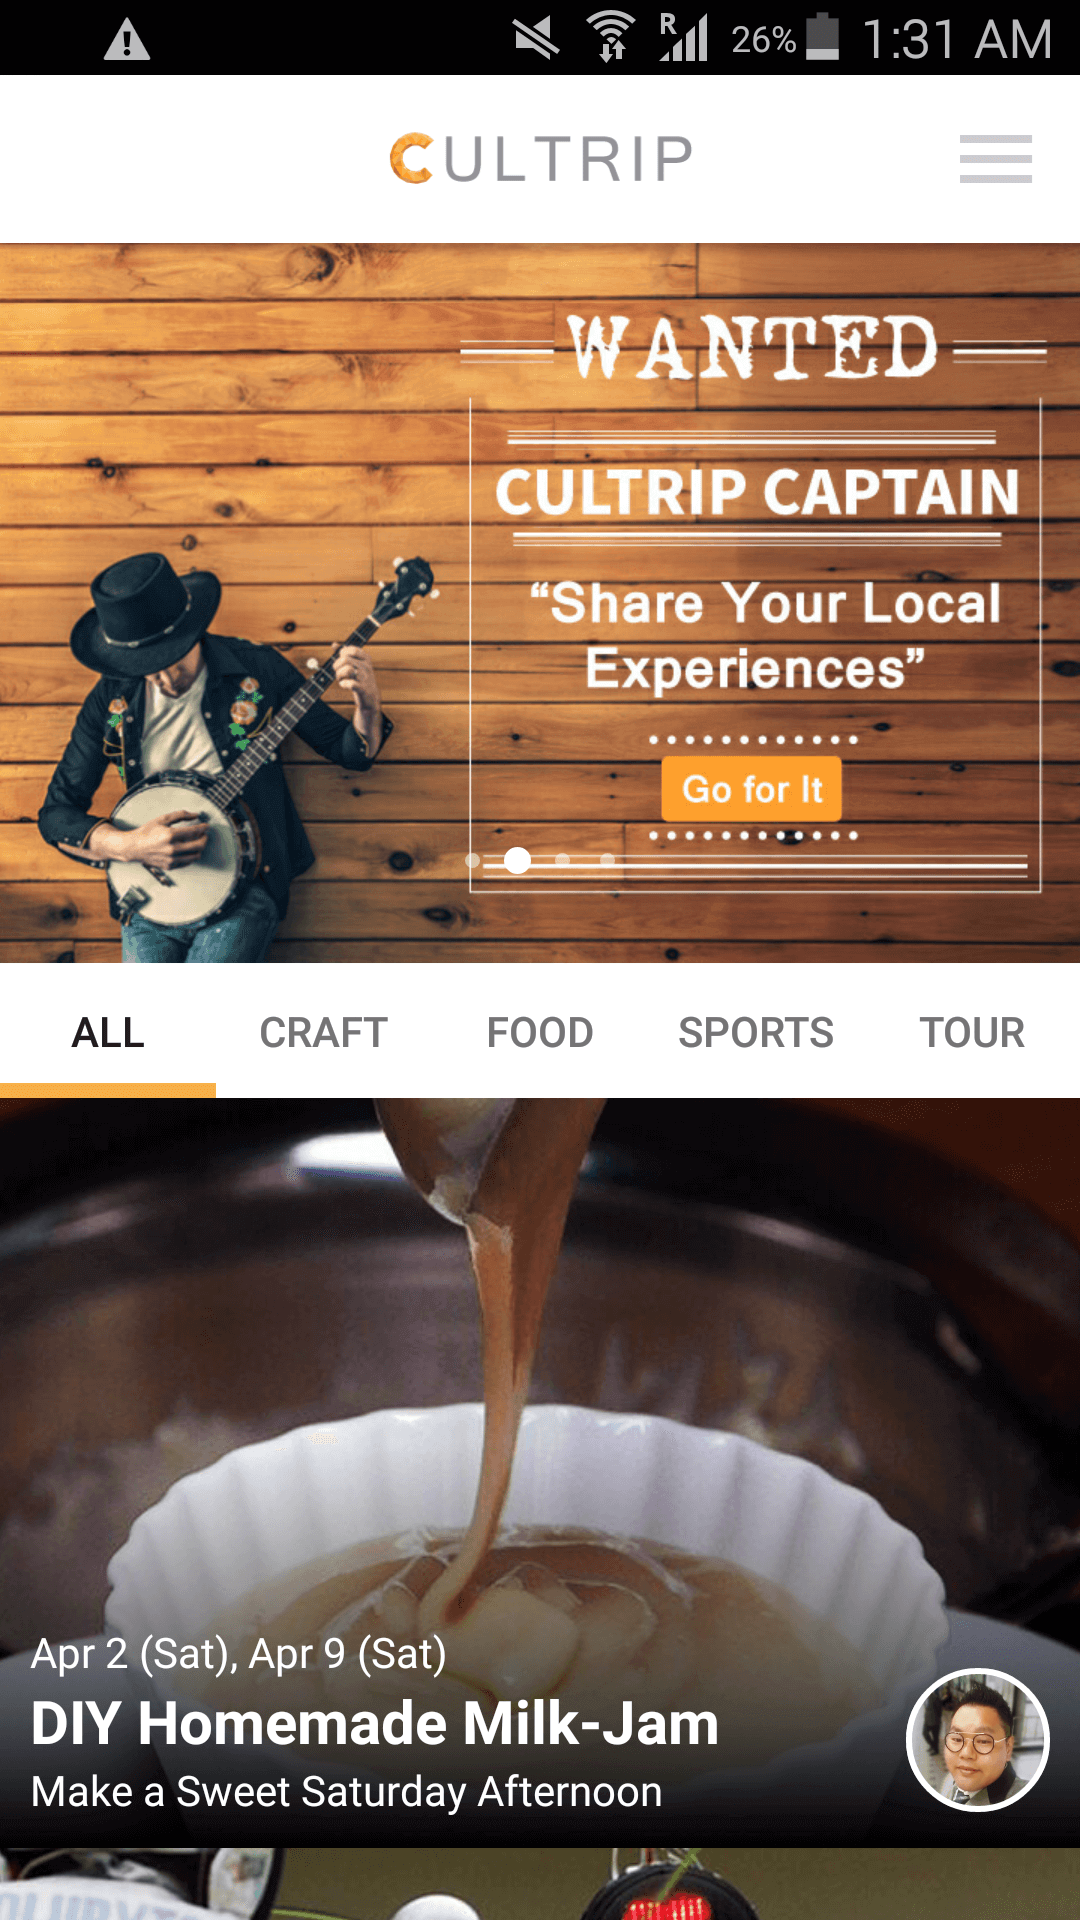 R 26% 1:31 AM
CULTRIP
WANTED
CULTRIP CAPTAIN
“Share Your Local
Experiences”
Go for It
ALL CRAFT FOOD SPORTS TOUR
Apr 2 (Sat), Apr 9 (Sat)
DIY Homemade Milk-Jam
Make a Sweet Saturday Afternoon